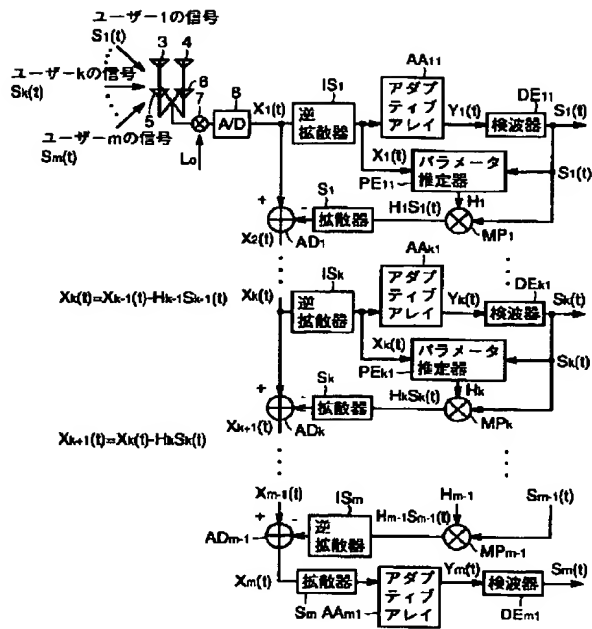 ユーザー1の信号
S1(t)
3
4
ユーザーkの信号
Sk(t)
5
6
7
8
A/D
Lo
ユーザーmの信号
Sm(t)
X1(t)
IS1
逆拡散器
AA11
アダプ
ティブ
アレイ
Y1(t)
DE11
検波器
S1(t)
X1(t)
PE11
パラメータ
推定器
S1(t)
H1
S1
拡散器
H1S1(t)
MP1
+
-
AD1
X2(t)
Xk(t)=Xk-1(t)-Hk-1Sk-1(t)
Xk(t)
ISk
逆拡散器
AAk1
アダプ
ティブ
アレイ
Yk(t)
DEk1
検波器
Sk(t)
Xk(t)
PEk1
パラメータ
推定器
Sk(t)
Hk
Sk
拡散器
HkSk(t)
MPk
+
-
ADk
Xk+1(t)
Xk+1(t)=Xk(t)-HkSk(t)
Xm-1(t)
ISm
Hm-1
Sm-1(t)
+
-
ADm-1
逆
拡散器
Hm-1Sm-1(t)
MPm-1
Xm(t)
拡散器
Sm
AAm1
アダプ
ティブ
アレイ
Ym(t)
検波器
Sm(t)
DEm1